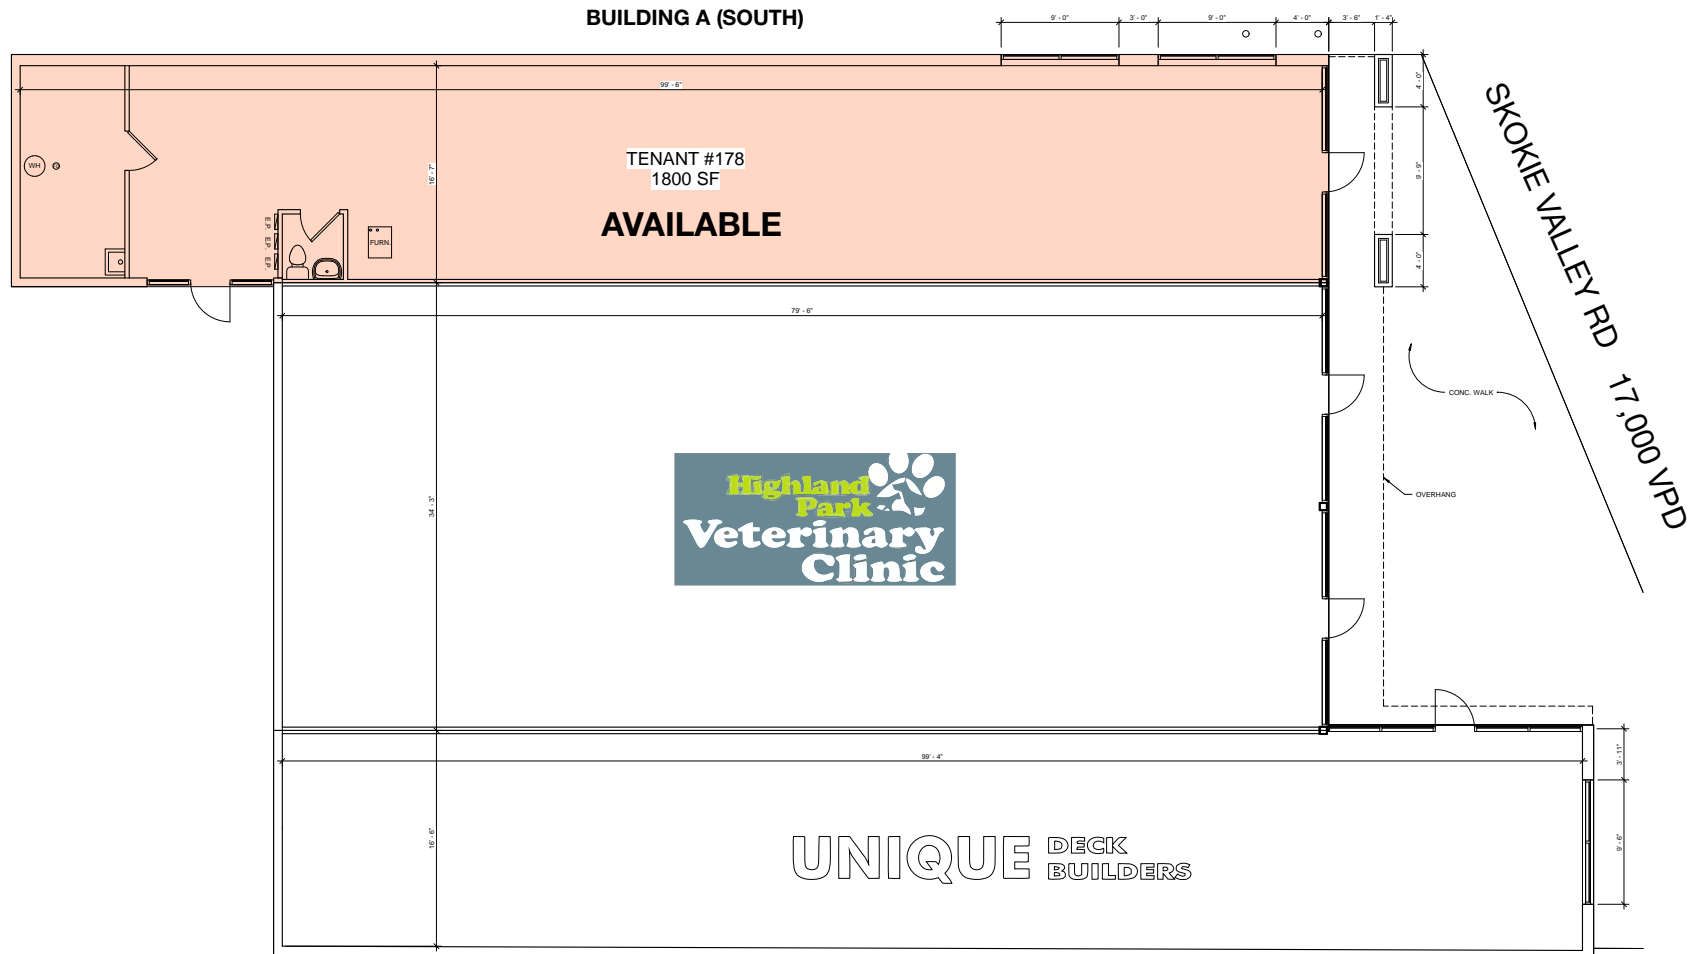 BUILDING A (SOUTH)
9' - 0"
3' - 0"
9' - 0"
4' - 0"
3' - 6"
1' - 4"
99' - 6"
4' - 0"
9' - 9"
4' - 0"
SKOKIE VALLEY RD 17,000 VPD
WH
16' - 7"
TENANT #178
1800 SF
AVAILABLE
E.P.
E.P.
E.P.
FURN.
79' - 6"
CONC. WALK
OVERHANG
34' - 3"
Highland
Park
Veterinary
Clinic
99' - 4"
3' - 11"
16' - 6"
9' - 6"
UNIQUE DECK
BUILDERS